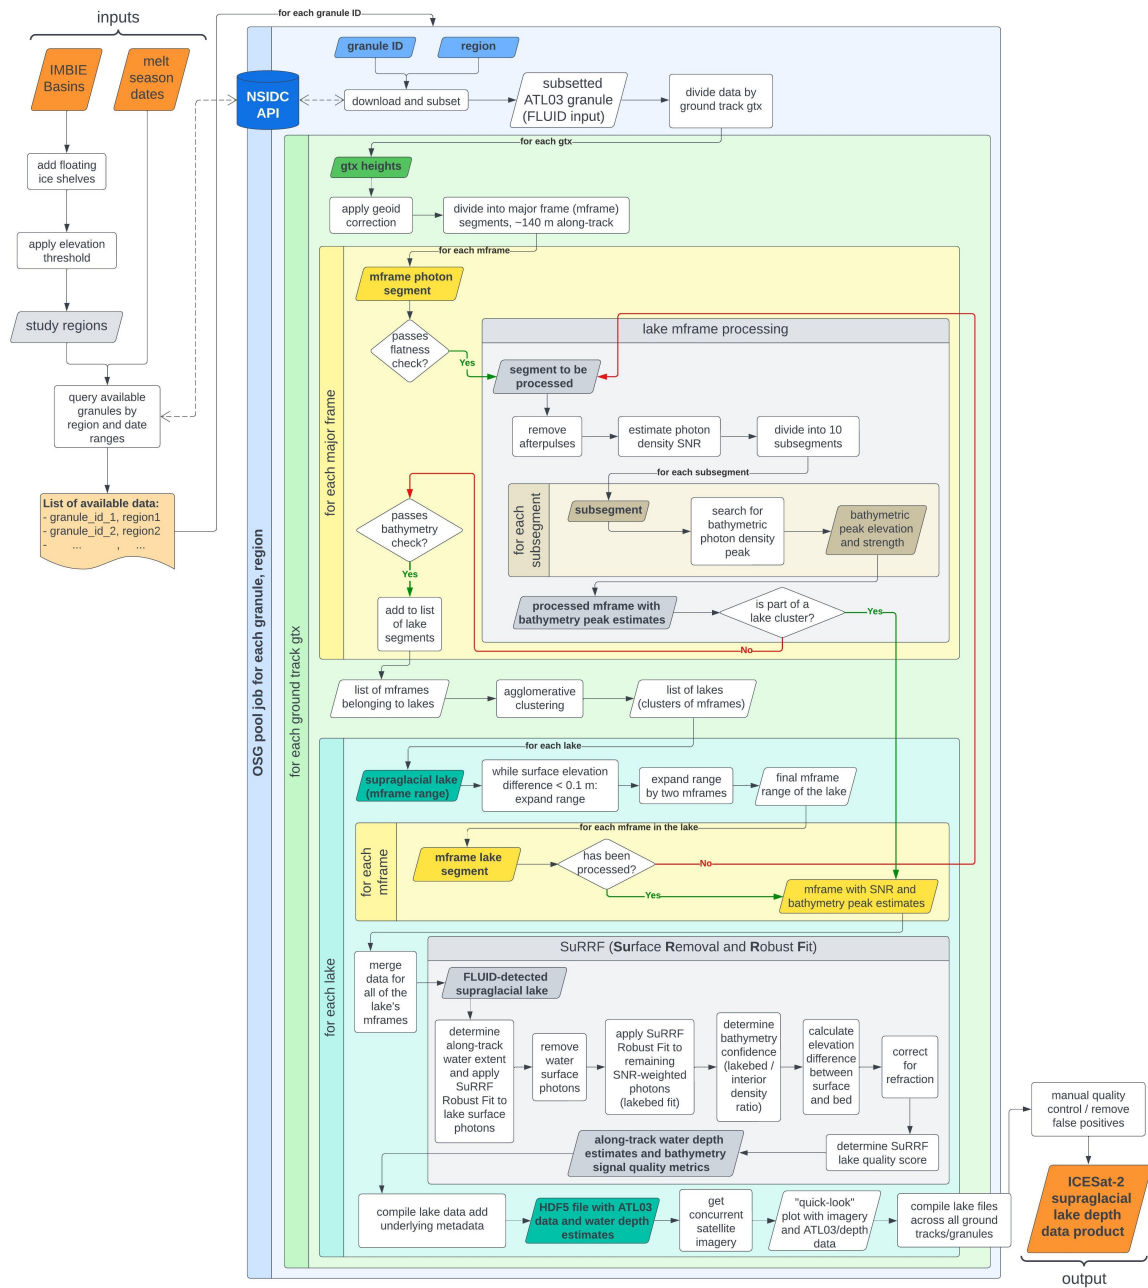 inputs
for each granule ID
IMBIE
Basins
melt
season
dates
granule ID
region
NSIDC
API
download and subset
subsetted
ATL03 granule
(FLUID input)
divide data by
ground track gtx
add floating
ice shelves
apply elevation
threshold
study regions
query available
granules by
region and date
ranges
List of available data:
- granule_id_1, region1
- granule_id_2, region2
- ... , ...
OSG pool job for each granule, region
for each ground track gtx
for each gtx
gtx heights
apply geoid
correction
divide into major frame (mframe)
segments, ~140 m along-track
for each major frame
for each mframe
mframe photon
segment
passes
flatness
check?
Yes
lake mframe processing
segment to be
processed
remove
afterpulses
estimate photon
density SNR
divide into 10
subsegments
for each subsegment
for each
subsegment
subsegment
search for
bathymetric
photon density
peak
bathymetric
peak elevation
and strength
passes
bathymetry
check?
Yes
processed mframe with
bathymetry peak estimates
is part of a
lake cluster?
Yes
No
add to list
of lake
segments
list of mframes
belonging to lakes
agglomerative
clustering
list of lakes
(clusters of mframes)
for each lake
for each lake
supraglacial lake
(mframe range)
while surface elevation
difference < 0.1 m:
expand range
expand range
by two mframes
final mframe
range of the lake
for each mframe in the lake
for each
mframe
mframe lake
segment
has been
processed?
No
Yes
mframe with SNR and
bathymetry peak estimates
merge
data for
all of the
lake's
mframes
SuRRF (Surface Removal and Robust Fit)
FLUID-detected
supraglacial lake
determine
along-track
water extent
and apply
SuRRF
Robust Fit to
lake surface
photons
remove
water
surface
photons
apply SuRRF
Robust Fit to
remaining
SNR-weighted
photons
(lakebed fit)
determine
bathymetry
confidence
(lakebed /
interior
density
ratio)
calculate
elevation
difference
between
surface
and bed
correct
for
refraction
determine SuRRF
lake quality score
along-track water depth
estimates and bathymetry
signal quality metrics
compile lake data add
underlying metadata
HDF5 file with ATL03
data and water depth
estimates
get
concurrent
satellite
imagery
"quick-look"
plot with imagery
and ATL03/depth
data
compile lake files
across all ground
tracks/granules
manual quality
control / remove
false positives
ICESat-2
supraglacial
lake depth
data product
output